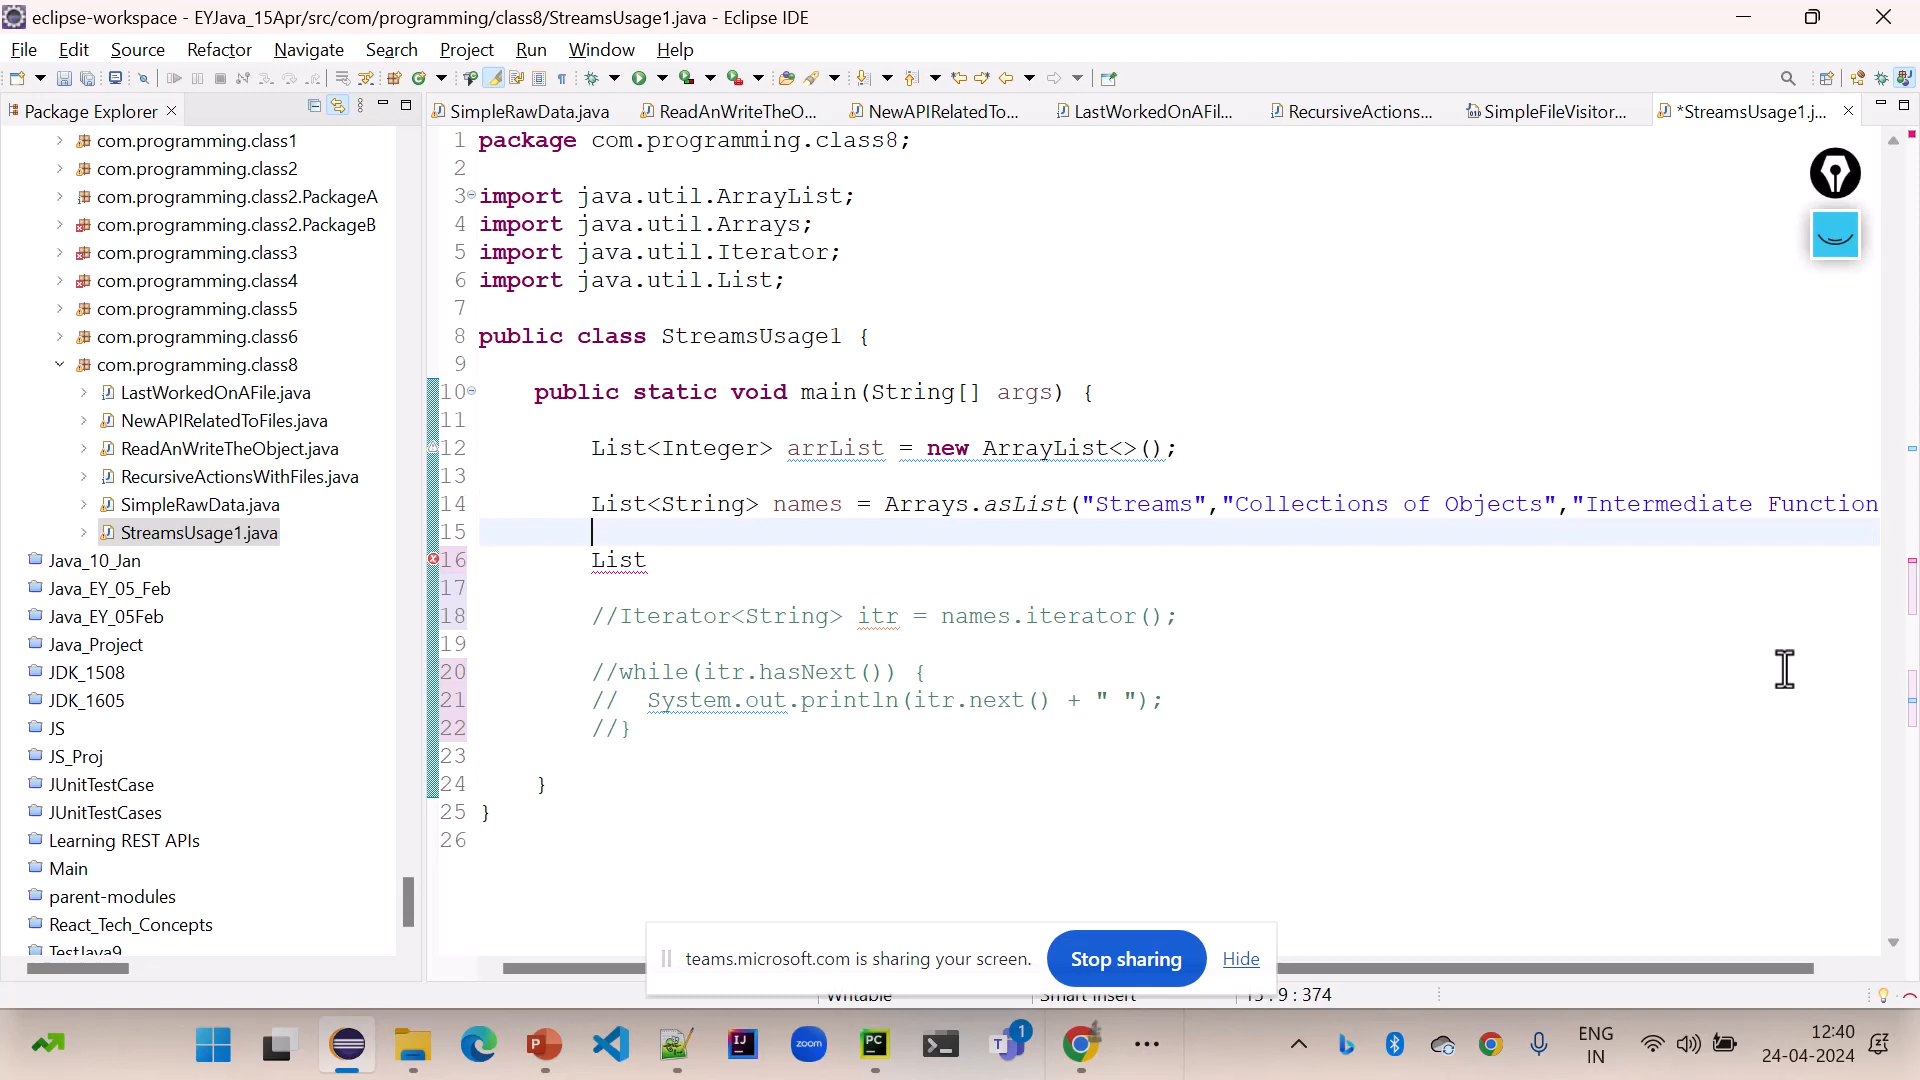 eclipse-workspace - EYJava_15Apr/src/com/programming/class8/StreamsUsage1.java - Eclipse IDE
File Edit Source Refactor Navigate Search Project Run Window Help
Package Explorer
com.programming.class1
com.programming.class2
com.programming.class2.PackageA
com.programming.class2.PackageB
com.programming.class3
com.programming.class4
com.programming.class5
com.programming.class6
com.programming.class8
LastWorkedOnAFile.java
NewAPIRelatedToFiles.java
ReadAnWriteTheObject.java
RecursiveActionsWithFiles.java
SimpleRawData.java
StreamsUsage1.java
Java_10_Jan
Java_EY_05_Feb
Java_EY_05Feb
Java_Project
JDK_1508
JDK_1605
JS
JS_Proj
JUnitTestCase
JUnitTestCases
Learning REST APIs
Main
parent-modules
React_Tech_Concepts
TestJava9
SimpleRawData.java ReadAnWriteTheO... NewAPIRelatedTo... LastWorkedOnAFil... RecursiveActions... SimpleFileVisitor... *StreamsUsage1.j...
1 package com.programming.class8;
2
3 import java.util.ArrayList;
4 import java.util.Arrays;
5 import java.util.Iterator;
6 import java.util.List;
7
8 public class StreamsUsage1 {
9
10 public static void main(String[] args) {
11
12 List<Integer> arrList = new ArrayList<>();
13
14 List<String> names = Arrays.asList("Streams","Collections of Objects","Intermediate Function
15
16 List
17
18 //Iterator<String> itr = names.iterator();
19
20 //while(itr.hasNext()) {
21 // System.out.println(itr.next() + " ");
22 //}
23
24 }
25 }
26
teams.microsoft.com is sharing your screen. Stop sharing Hide
Writable Smart Insert 15 : 9 : 374
IJ zoom PC T 1
ENG
IN
12:40
24-04-2024